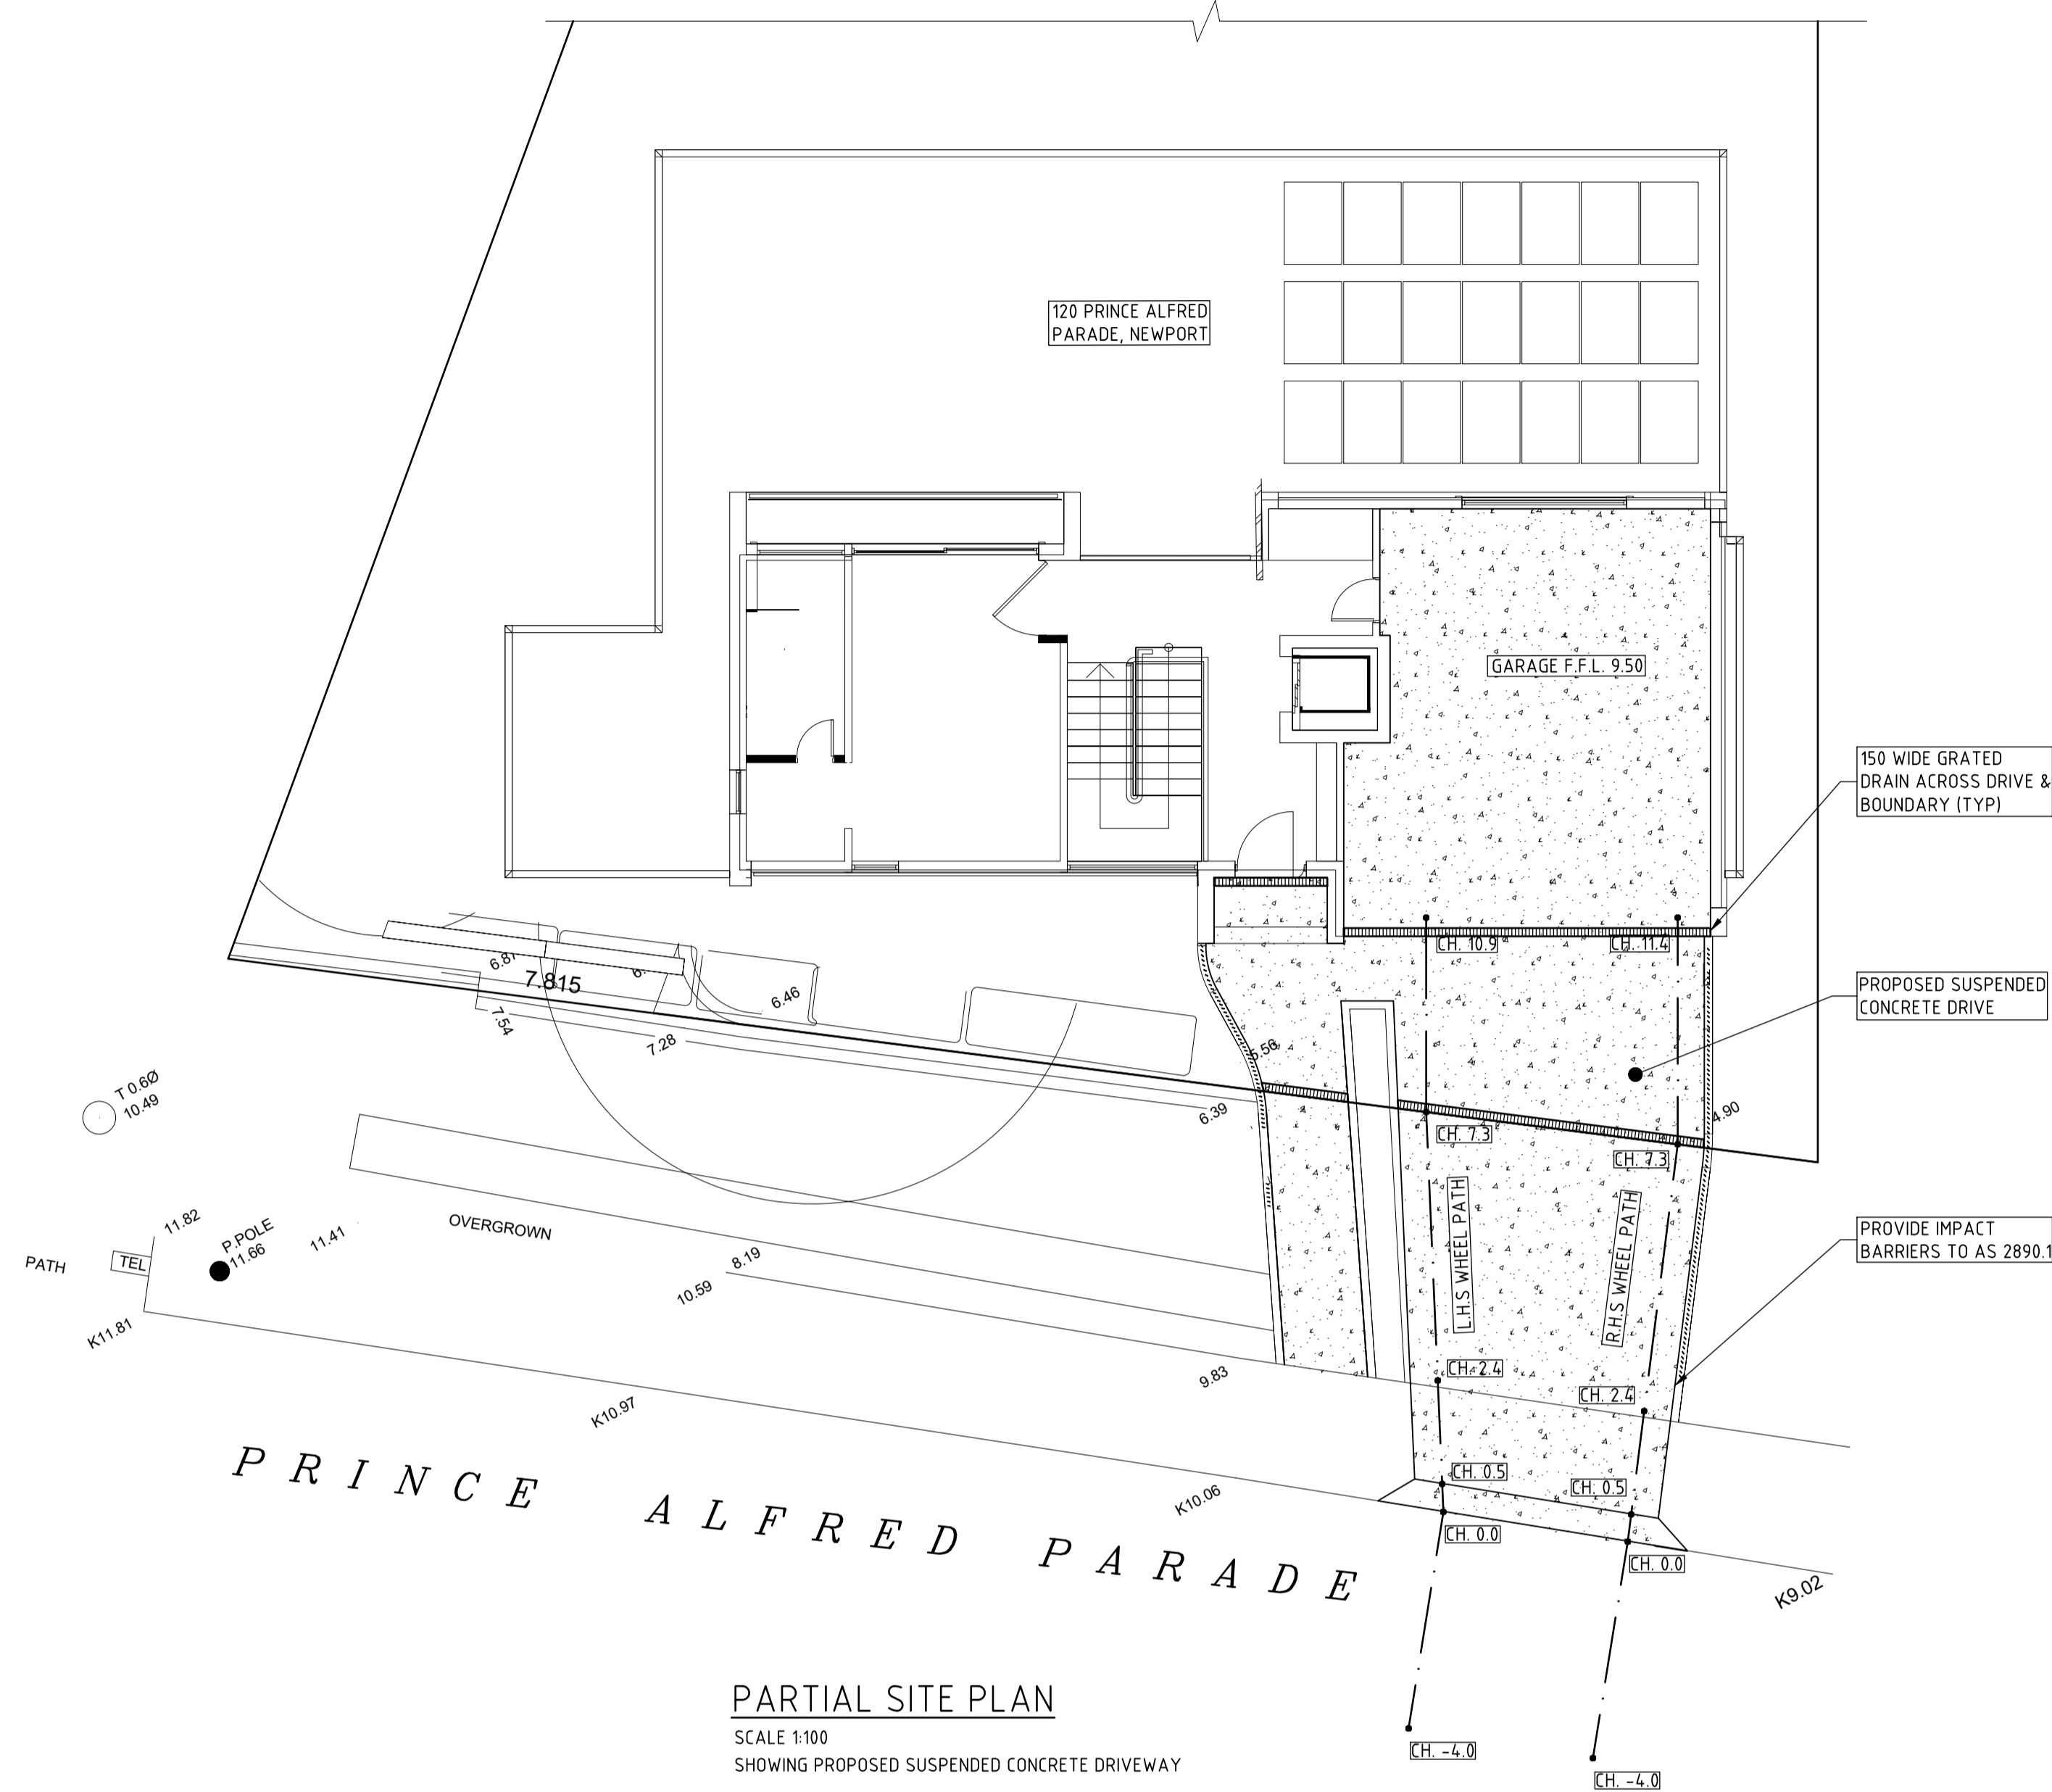 120 PRINCE ALFRED
PARADE, NEWPORT
GARAGE F.F.L. 9.50
150 WIDE GRATED
DRAIN ACROSS DRIVE &
BOUNDARY (TYP)
CH. 10.9
CH. 11.4
PROPOSED SUSPENDED
CONCRETE DRIVE
6.87
7.815
6.46
7.54
7.28
5.56
6.39
4.90
T 0.6Ø
10.49
CH. 7.3
CH. 7.3
L.H.S WHEEL PATH
R.H.S WHEEL PATH
PROVIDE IMPACT
BARRIERS TO AS 2890.1
11.82
P.POLE
11.66
11.41
OVERGROWN
PATH
TEL
8.19
10.59
K11.81
9.83
CH. 2.4
CH. 2.4
K10.97
CH. 0.5
CH. 0.5
K10.06
CH. 0.0
CH. 0.0
K9.02
PRINCE ALFRED PARADE
CH. -4.0
CH. -4.0
PARTIAL SITE PLAN
SCALE 1:100
SHOWING PROPOSED SUSPENDED CONCRETE DRIVEWAY